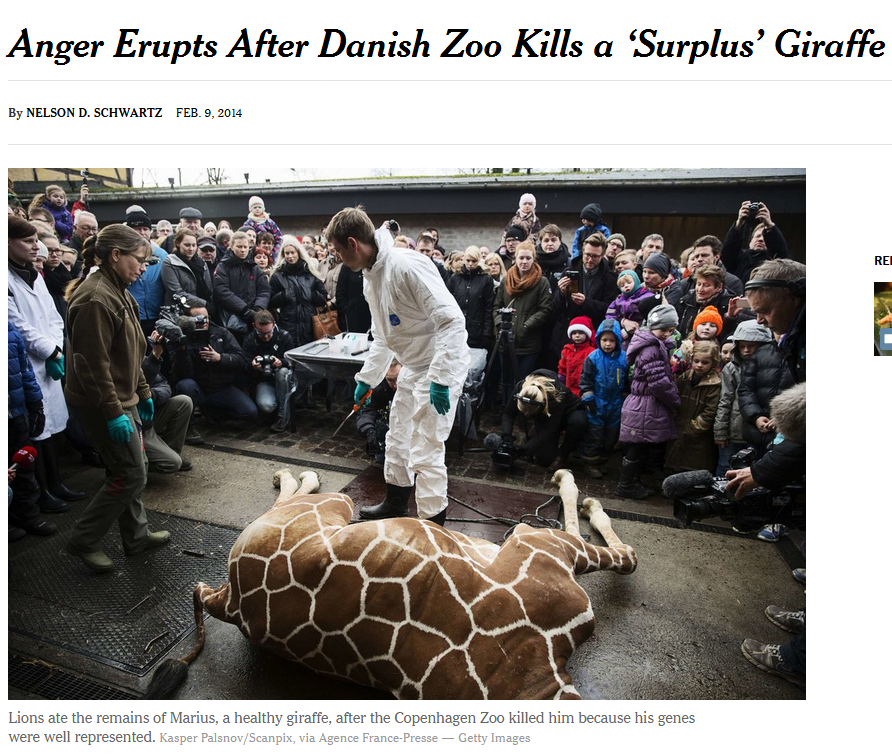 Anger Erupts After Danish Zoo Kills a ‘Surplus’ Giraffe
By NELSON D. SCHWARTZ FEB. 9, 2014
Lions ate the remains of Marius, a healthy giraffe, after the Copenhagen Zoo killed him because his genes
were well represented. Kasper Palsnov/Scanpix, via Agence France-Presse — Getty Images